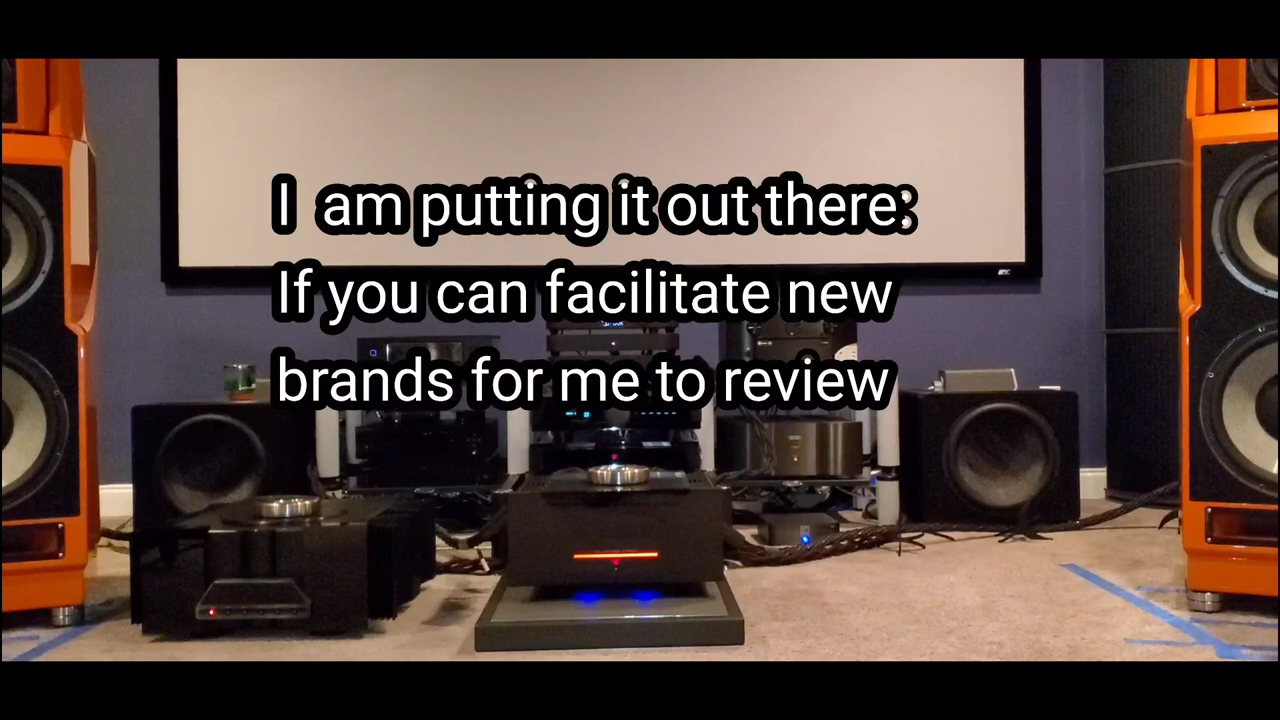 I am putting it out there:
If you can facilitate new
brands for me to review